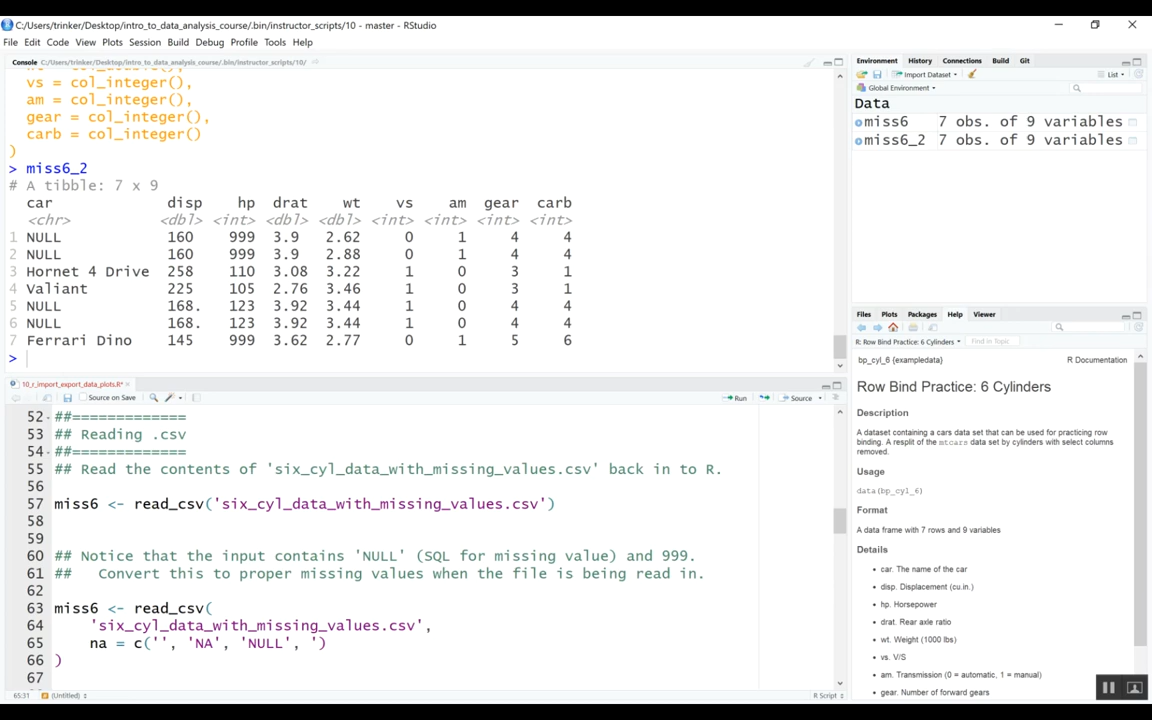 C:/Users/trinker/Desktop/intro_to_data_analysis_course/.bin/instructor_scripts/10 - master - RStudio
File Edit Code View Plots Session Build Debug Profile Tools Help
Console C:/Users/trinker/Desktop/intro_to_data_analysis_course/.bin/instructor_scripts/10/
vs = col_integer(),
am = col_integer(),
gear = col_integer(),
carb = col_integer()
)
> miss6_2
# A tibble: 7 x 9
car disp hp drat wt vs am gear carb
<chr> <dbl> <int> <dbl> <dbl> <int> <int> <int> <int>
1 NULL 160 999 3.9 2.62 0 1 4 4
2 NULL 160 999 3.9 2.88 0 1 4 4
3 Hornet 4 Drive 258 110 3.08 3.22 1 0 3 1
4 Valiant 225 105 2.76 3.46 1 0 3 1
5 NULL 168. 123 3.92 3.44 1 0 4 4
6 NULL 168. 123 3.92 3.44 1 0 4 4
7 Ferrari Dino 145 999 3.62 2.77 0 1 5 6
>
10_r_import_export_data_plots.R*
Source on Save Run Source
52 ##=============
53 ## Reading .csv
54 ##=============
55 ## Read the contents of 'six_cyl_data_with_missing_values.csv' back in to R.
56
57 miss6 <- read_csv('six_cyl_data_with_missing_values.csv')
58
59
60 ## Notice that the input contains 'NULL' (SQL for missing value) and 999.
61 ##   Convert this to proper missing values when the file is being read in.
62
63 miss6 <- read_csv(
64     'six_cyl_data_with_missing_values.csv',
65     na = c('', 'NA', 'NULL', ')
66 )
67
65:31 (Untitled) R Script
Environment History Connections Build Git
Import Dataset List
Global Environment
Data
miss6 7 obs. of 9 variables
miss6_2 7 obs. of 9 variables
Files Plots Packages Help Viewer
R: Row Bind Practice: 6 Cylinders Find in Topic
bp_cyl_6 {exampledata} R Documentation
Row Bind Practice: 6 Cylinders
Description
A dataset containing a cars data set that can be used for practicing row
binding. A resplit of the mtcars data set by cylinders with select columns
removed.
Usage
data(bp_cyl_6)
Format
A data frame with 7 rows and 9 variables
Details
• car. The name of the car
• disp. Displacement (cu.in.)
• hp. Horsepower
• drat. Rear axle ratio
• wt. Weight (1000 lbs)
• vs. V/S
• am. Transmission (0 = automatic, 1 = manual)
• gear. Number of forward gears